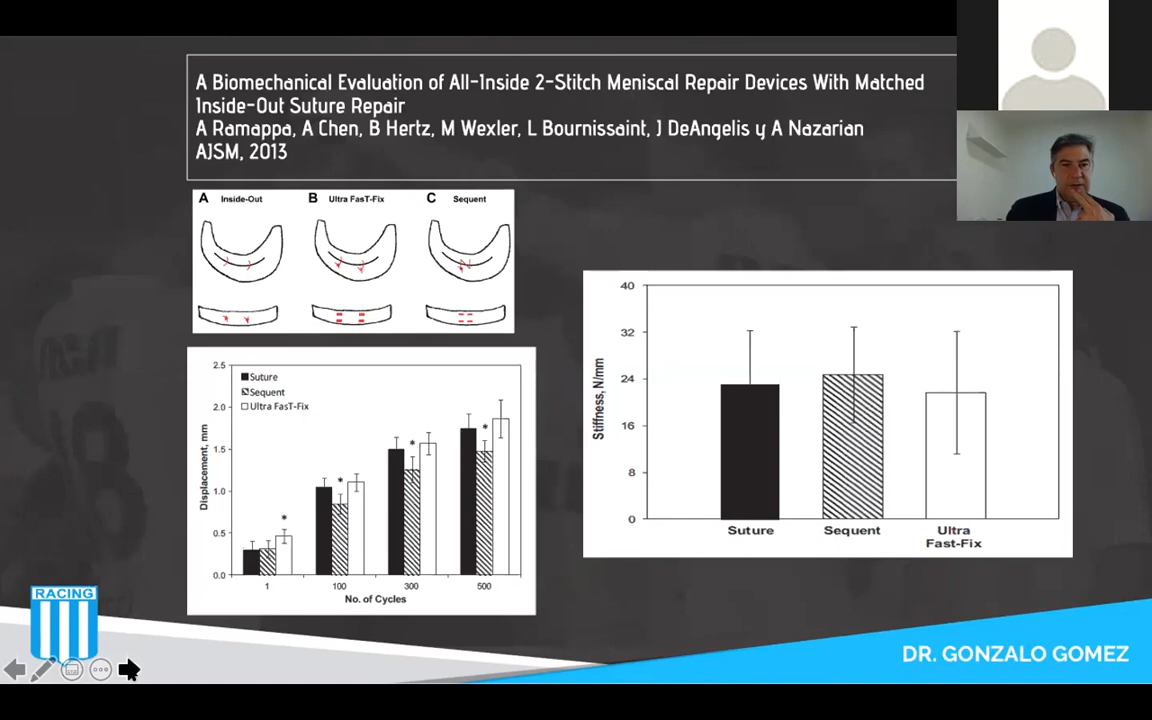 A Biomechanical Evaluation of All-Inside 2-Stitch Meniscal Repair Devices With Matched
Inside-Out Suture Repair
A Ramappa, A Chen, B Hertz, M Wexler, L Bournissaint, J DeAngelis y A Nazarian
AJSM, 2013
A Inside-Out B Ultra FasT-Fix C Sequent
2.5
2.0
1.5
1.0
0.5
0.0
Displacement, mm
Suture
Sequent
Ultra FasT-Fix
*
*
*
*
1 100 300 500
No. of Cycles
40
32
24
16
8
0
Stiffness, N/mm
Suture Sequent Ultra
Fast-Fix
RACING
DR. GONZALO GOMEZ